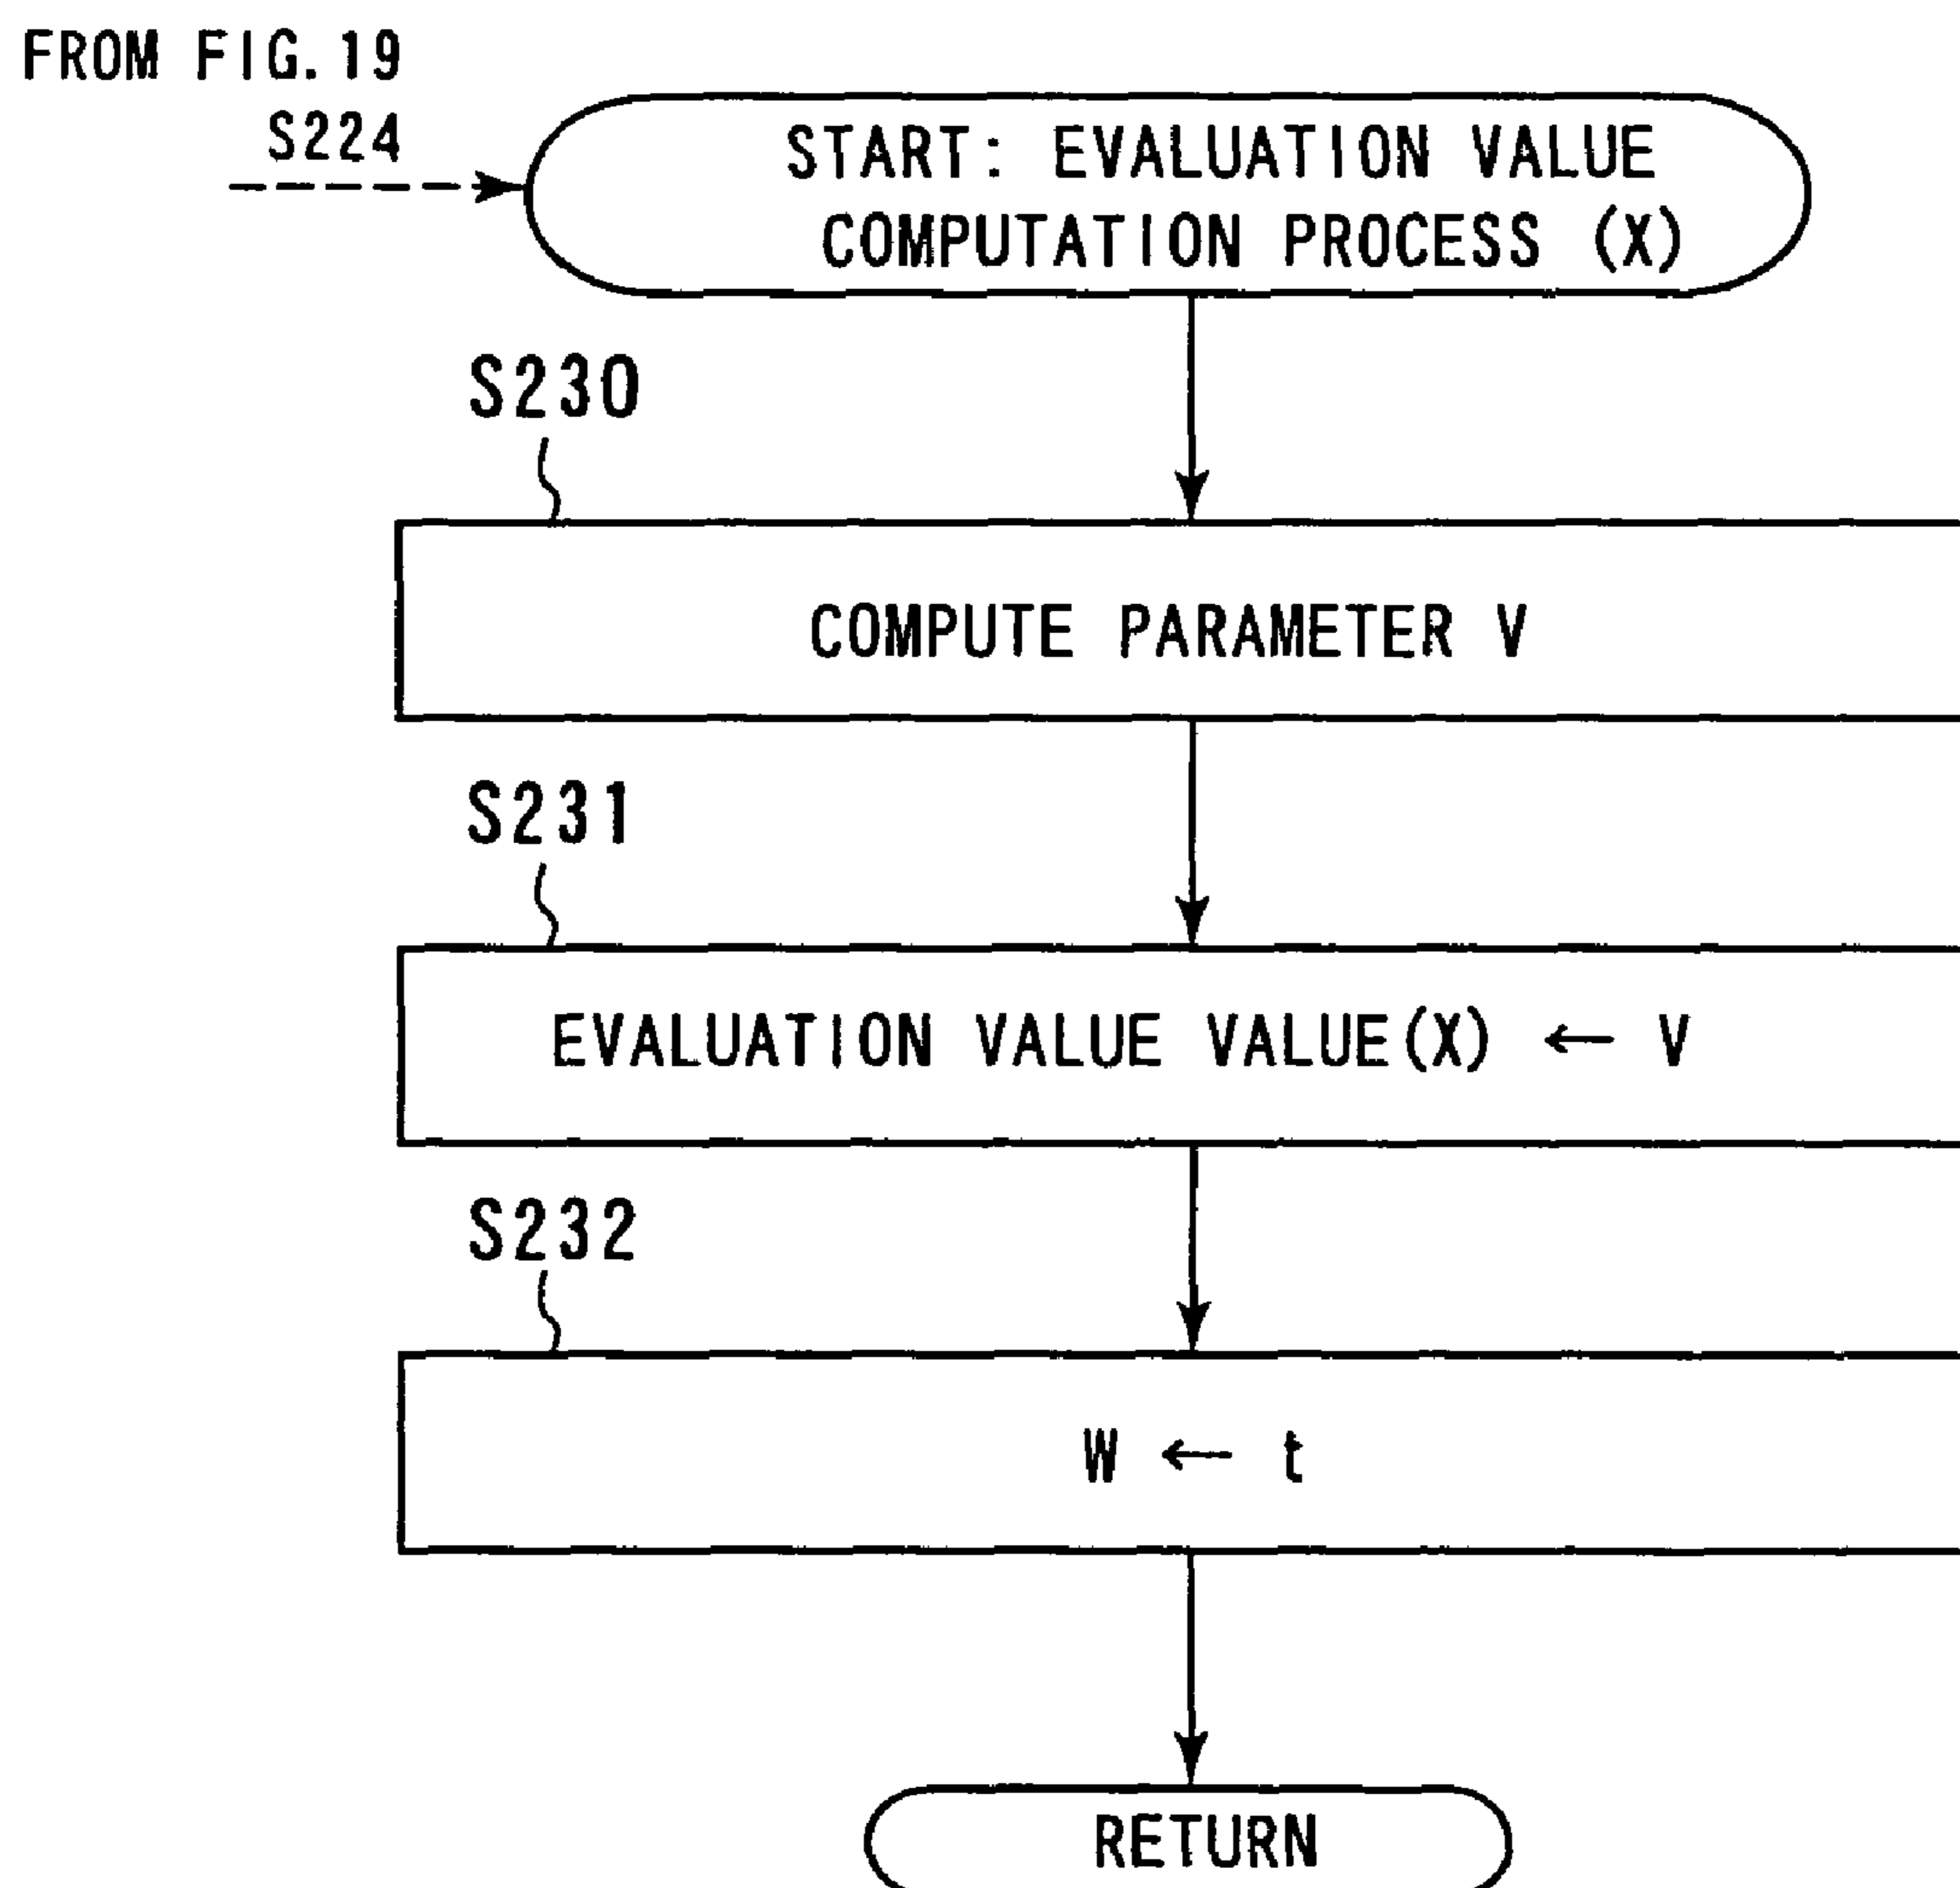 FROM FIG.19
S224
START: EVALUATION VALUE
COMPUTATION PROCESS (X)
S230
COMPUTE PARAMETER V
S231
EVALUATION VALUE VALUE(X) ← V
S232
W ← t
RETURN